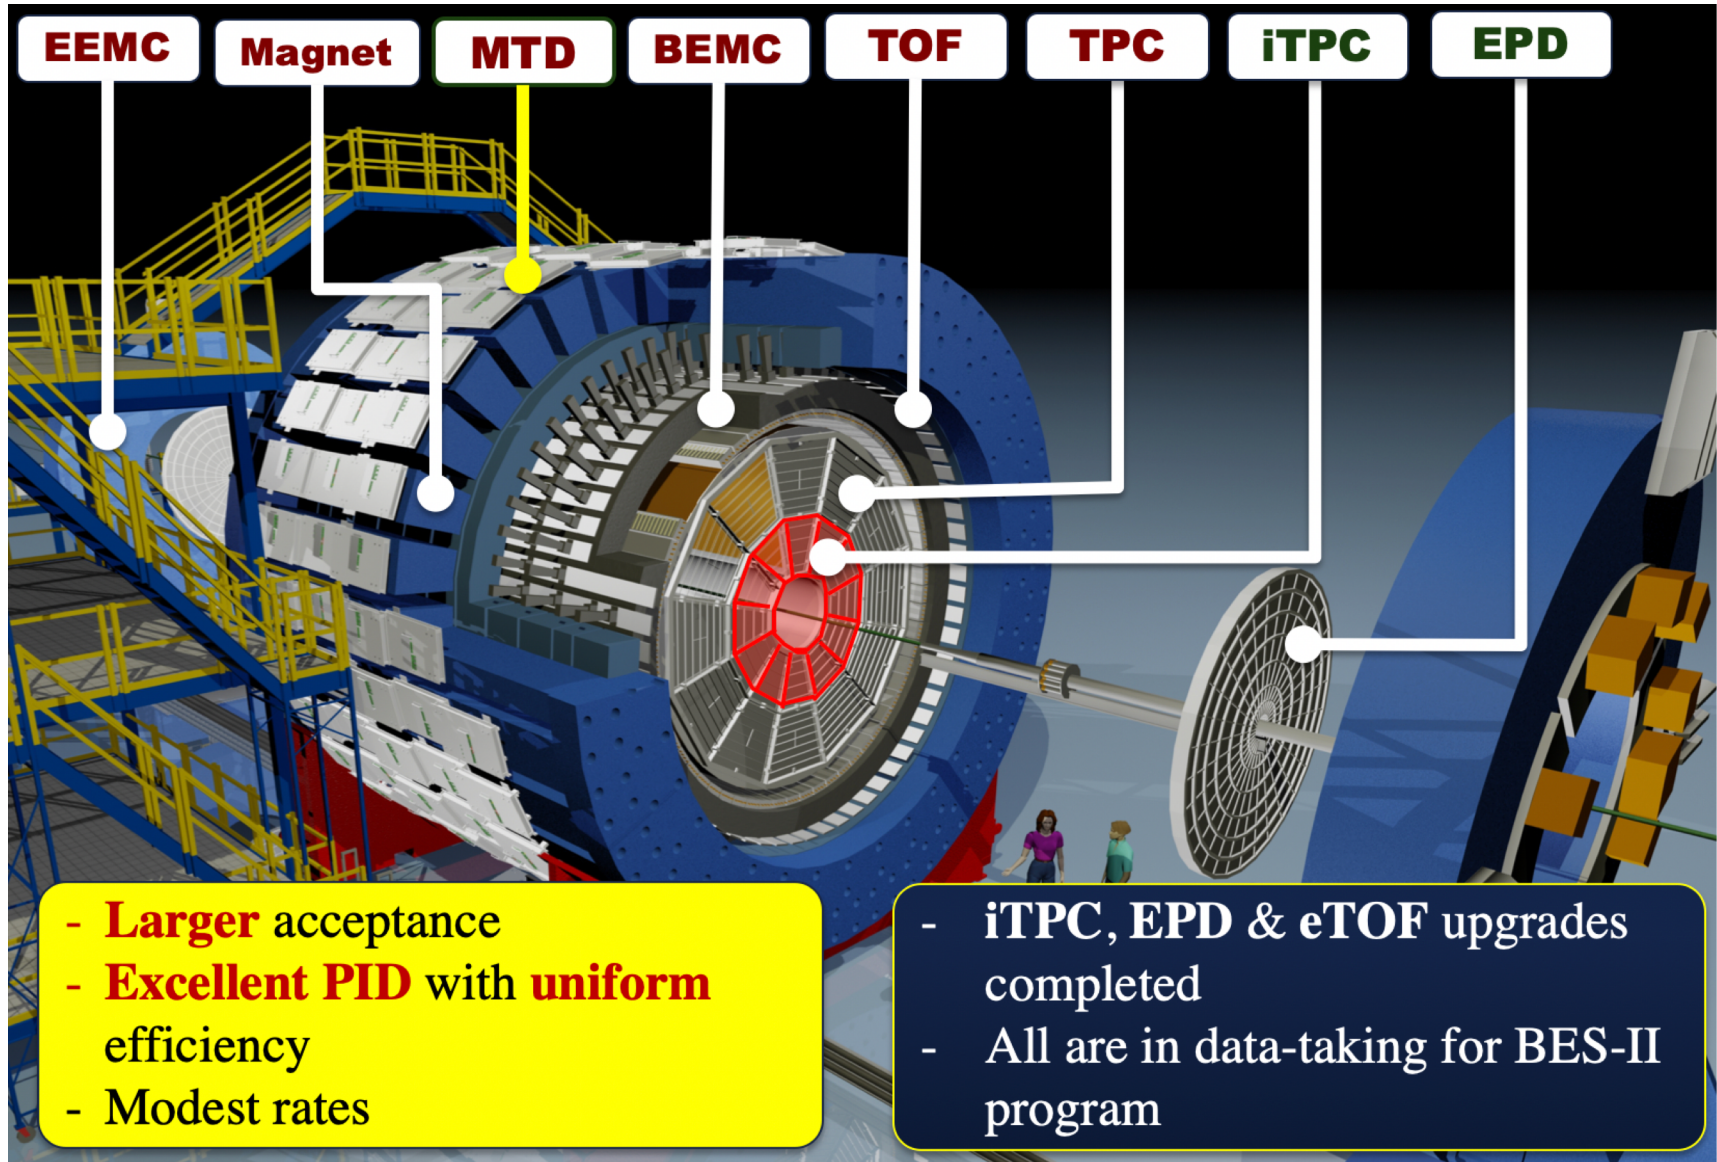 EEMC
Magnet
MTD
BEMC
TOF
TPC
iTPC
EPD
- Larger acceptance
- Excellent PID with uniform
efficiency
- Modest rates
- iTPC, EPD & eTOF upgrades
completed
- All are in data-taking for BES-II
program